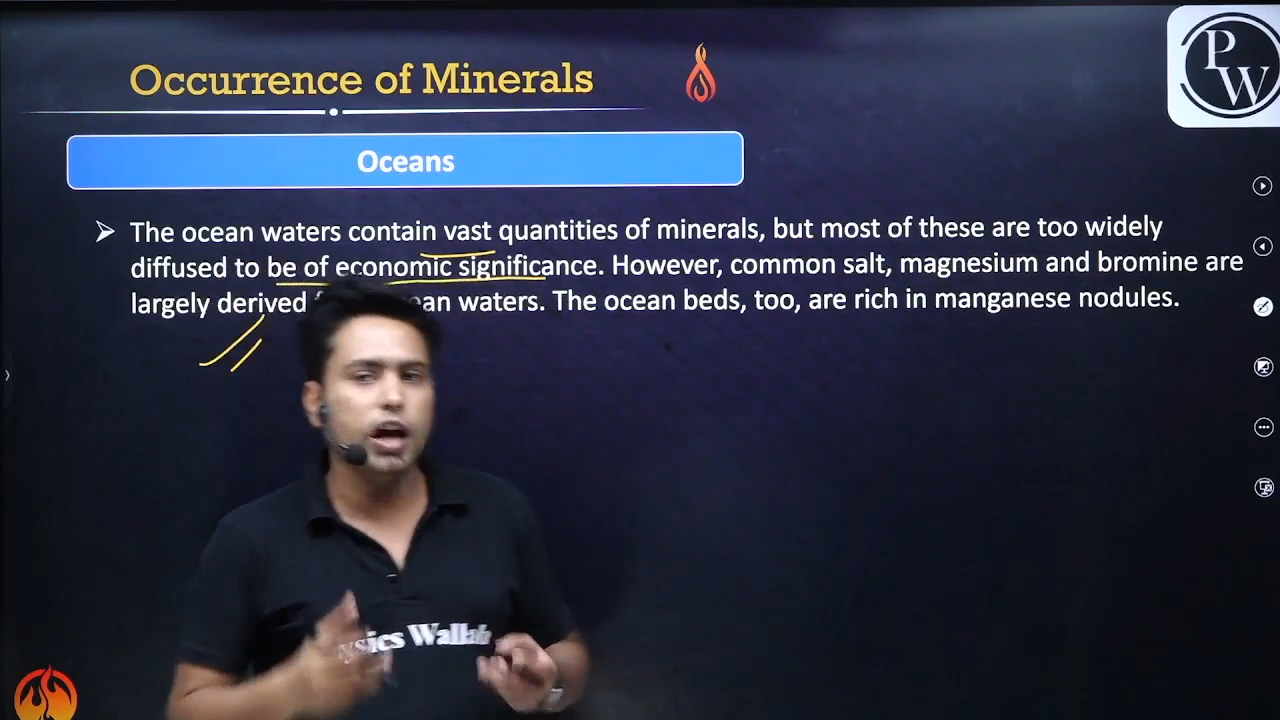 Occurrence of Minerals
PW
Oceans
The ocean waters contain vast quantities of minerals, but most of these are too widely
diffused to be of economic significance. However, common salt, magnesium and bromine are
largely derived ean waters. The ocean beds, too, are rich in manganese nodules.
ysics Wallah